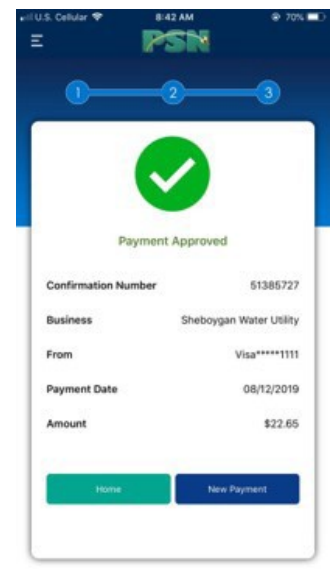 U.S. Cellular 8:42 AM 70%
PSN
1 2 3
Payment Approved
Confirmation Number 51385727
Business Sheboygan Water Utility
From Visa*****1111
Payment Date 08/12/2019
Amount $22.65
Home New Payment